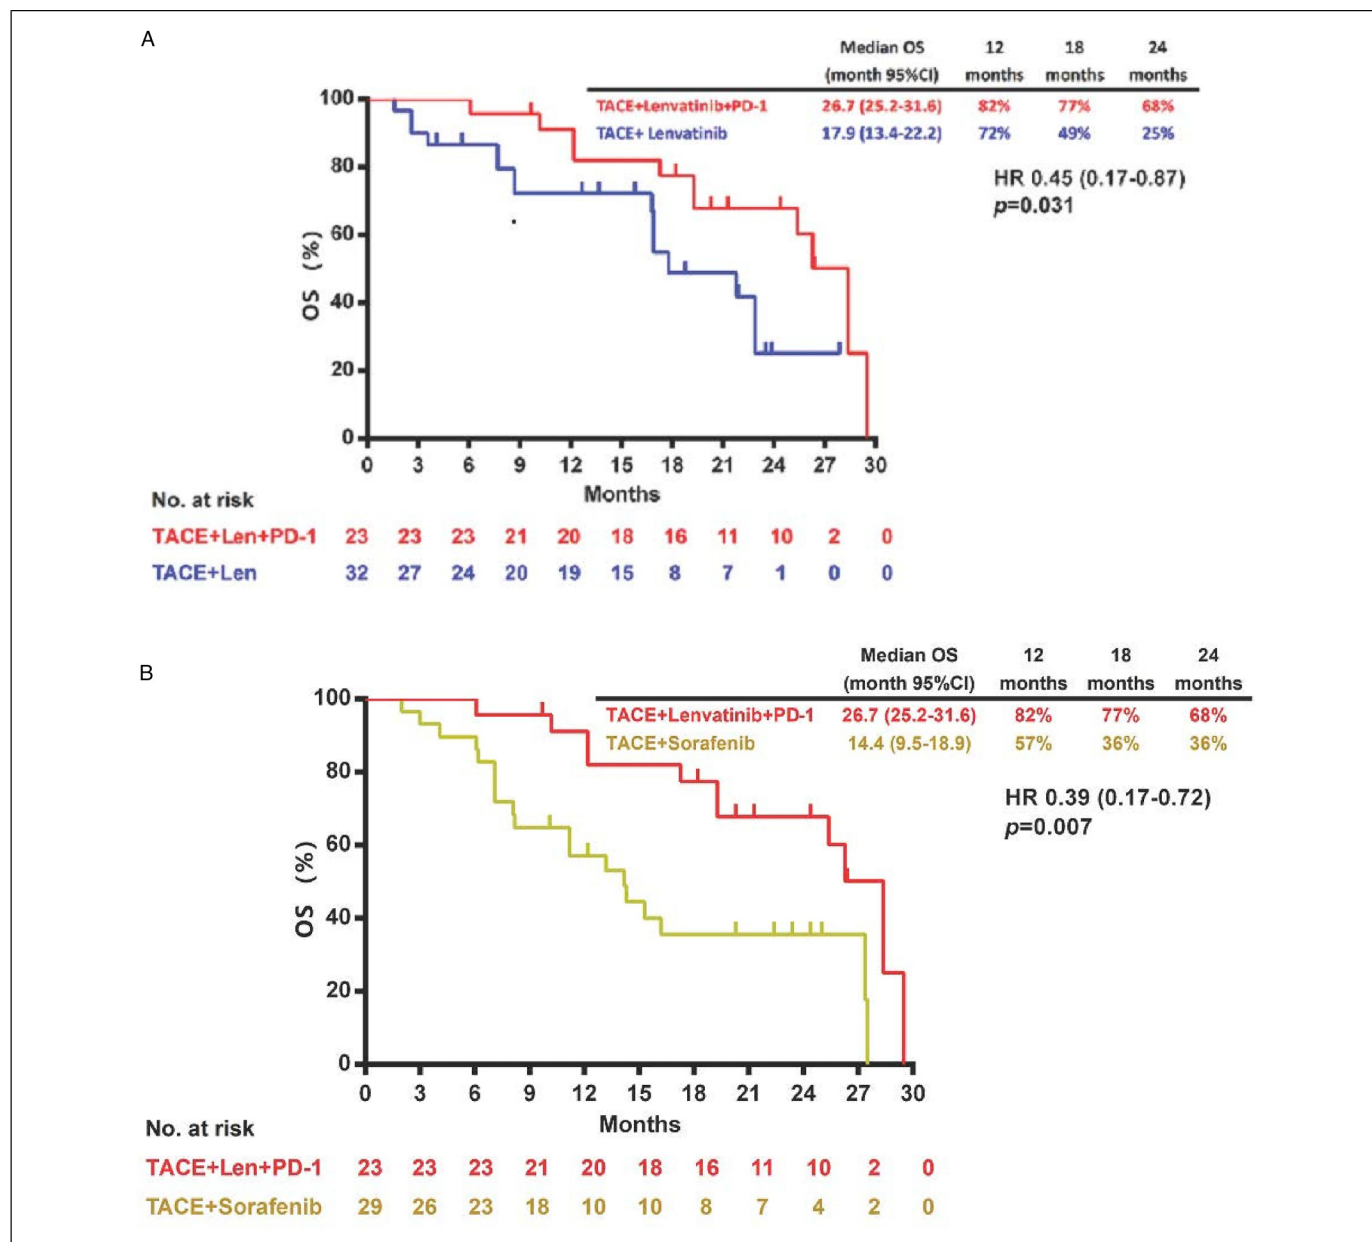 A
Median OS 12 18 24
(month 95%CI) months months months
TACE+Lenvatinib+PD-1 26.7 (25.2-31.6) 82% 77% 68%
TACE+ Lenvatinib 17.9 (13.4-22.2) 72% 49% 25%
HR 0.45 (0.17-0.87)
p=0.031
100
80
60
40
20
0
OS (%)
0 3 6 9 12 15 18 21 24 27 30
Months
No. at risk
TACE+Len+PD-1 23 23 23 21 20 18 16 11 10 2 0
TACE+Len 32 27 24 20 19 15 8 7 1 0 0
B
Median OS 12 18 24
(month 95%CI) months months months
TACE+Lenvatinib+PD-1 26.7 (25.2-31.6) 82% 77% 68%
TACE+Sorafenib 14.4 (9.5-18.9) 57% 36% 36%
HR 0.39 (0.17-0.72)
p=0.007
100
80
60
40
20
0
OS (%)
0 3 6 9 12 15 18 21 24 27 30
Months
No. at risk
TACE+Len+PD-1 23 23 23 21 20 18 16 11 10 2 0
TACE+Sorafenib 29 26 23 18 10 10 8 7 4 2 0